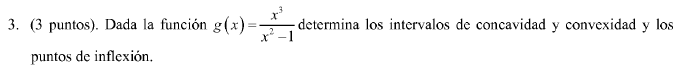 3. (3 puntos). Dada la función g(x)=x³/(x²−1) determina los intervalos de concavidad y convexidad y los
puntos de inflexión.